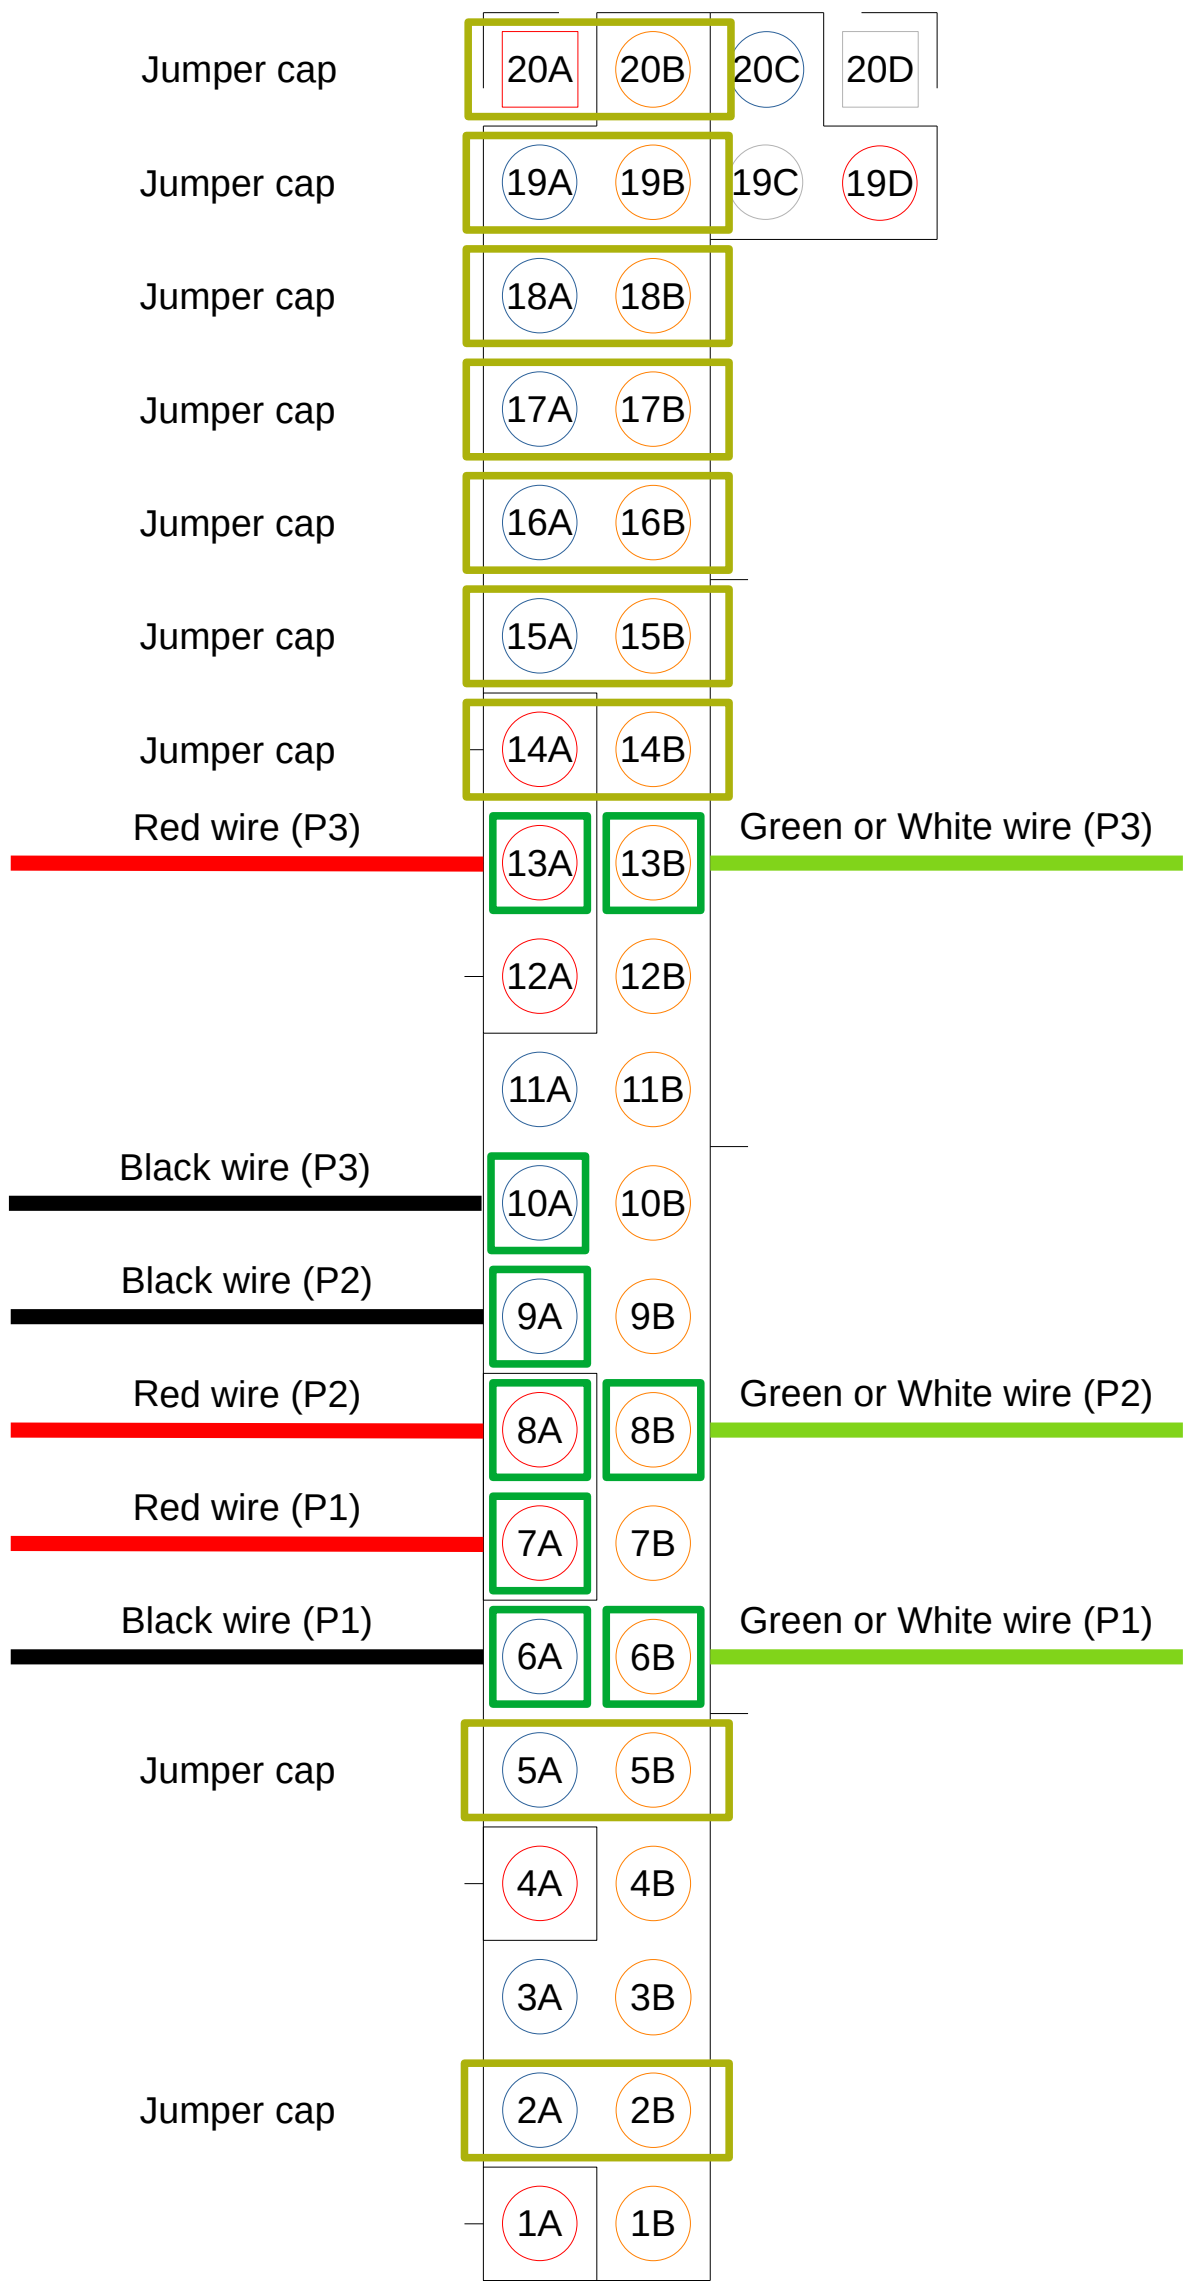 Jumper cap 20A 20B 20C 20D
Jumper cap 19A 19B 19C 19D
Jumper cap 18A 18B
Jumper cap 17A 17B
Jumper cap 16A 16B
Jumper cap 15A 15B
Jumper cap 14A 14B
Red wire (P3) Green or White wire (P3)
13A 13B
12A 12B
11A 11B
Black wire (P3)
10A 10B
Black wire (P2)
9A 9B
Red wire (P2) Green or White wire (P2)
8A 8B
Red wire (P1)
7A 7B
Black wire (P1) Green or White wire (P1)
6A 6B
Jumper cap 5A 5B
4A 4B
3A 3B
Jumper cap 2A 2B
1A 1B